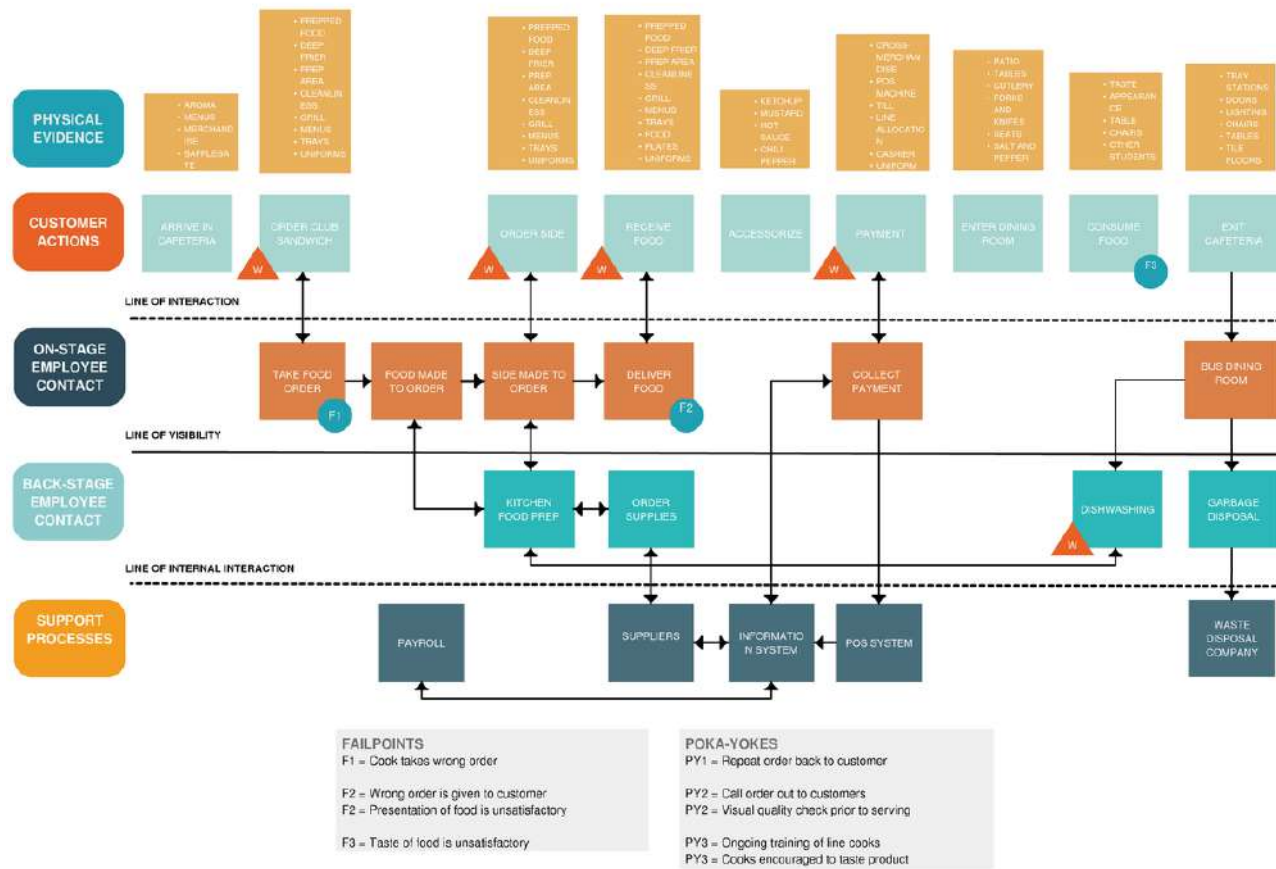 PHYSICAL
EVIDENCE
• AROMA
• MENUS
• MERCHAND
ISE
• SAFFLEGA
TE
• PREPPED
FOOD
• DEEP
FRIER
• PREP
AREA
• CLEANLIN
ESS
• GRILL
• MENUS
• TRAYS
• UNIFORMS
• PREPPED
FOOD
• DEEP
FRIER
• PREP
AREA
• CLEANLIN
ESS
• GRILL
• MENUS
• TRAYS
• UNIFORMS
• PREPPED
FOOD
• DEEP FRIER
• PREP AREA
• CLEANLINE
SS
• GRILL
• MENUS
• TRAYS
• FOOD
• PLATES
• UNIFORMS
• KETCHUP
• MUSTARD
• HOT
SAUCE
• CHILI
PEPPER
• CROSS-
MERCHAN
DISE
• POS
MACHINE
• TILL
• LINE
ALLOCATIO
N
• CASHIER
• UNIFORM
• PATIO
• TABLES
• CUTLERY
• FORKS
AND
KNIFES
• SEATS
• SALT AND
PEPPER
• TASTE
• APPEARAN
CE
• TABLE
• CHAIRS
• OTHER
STUDENTS
• TRAY
STATIONS
• DOORS
• LIGHTING
• CHAIRS
• TABLES
• TILE
FLOORS
CUSTOMER
ACTIONS
ARRIVE IN
CAFETERIA
ORDER CLUB
SANDWICH
W
ORDER SIDE
W
RECEIVE
FOOD
W
ACCESSORIZE
PAYMENT
W
ENTER DINING
ROOM
CONSUME
FOOD
F3
EXIT
CAFETERIA
LINE OF INTERACTION
ON-STAGE
EMPLOYEE
CONTACT
TAKE FOOD
ORDER
F1
FOOD MADE
TO ORDER
SIDE MADE TO
ORDER
DELIVER
FOOD
F2
COLLECT
PAYMENT
BUS DINING
ROOM
LINE OF VISIBILITY
BACK-STAGE
EMPLOYEE
CONTACT
KITCHEN
FOOD PREP
ORDER
SUPPLIES
DISHWASHING
W
GARBAGE
DISPOSAL
LINE OF INTERNAL INTERACTION
SUPPORT
PROCESSES
PAYROLL
SUPPLIERS
INFORMATIO
N SYSTEM
POS SYSTEM
WASTE
DISPOSAL
COMPANY
FAILPOINTS
F1 = Cook takes wrong order
F2 = Wrong order is given to customer
F2 = Presentation of food is unsatisfactory
F3 = Taste of food is unsatisfactory
POKA-YOKES
PY1 = Repeat order back to customer
PY2 = Call order out to customers
PY2 = Visual quality check prior to serving
PY3 = Ongoing training of line cooks
PY3 = Cooks encouraged to taste product